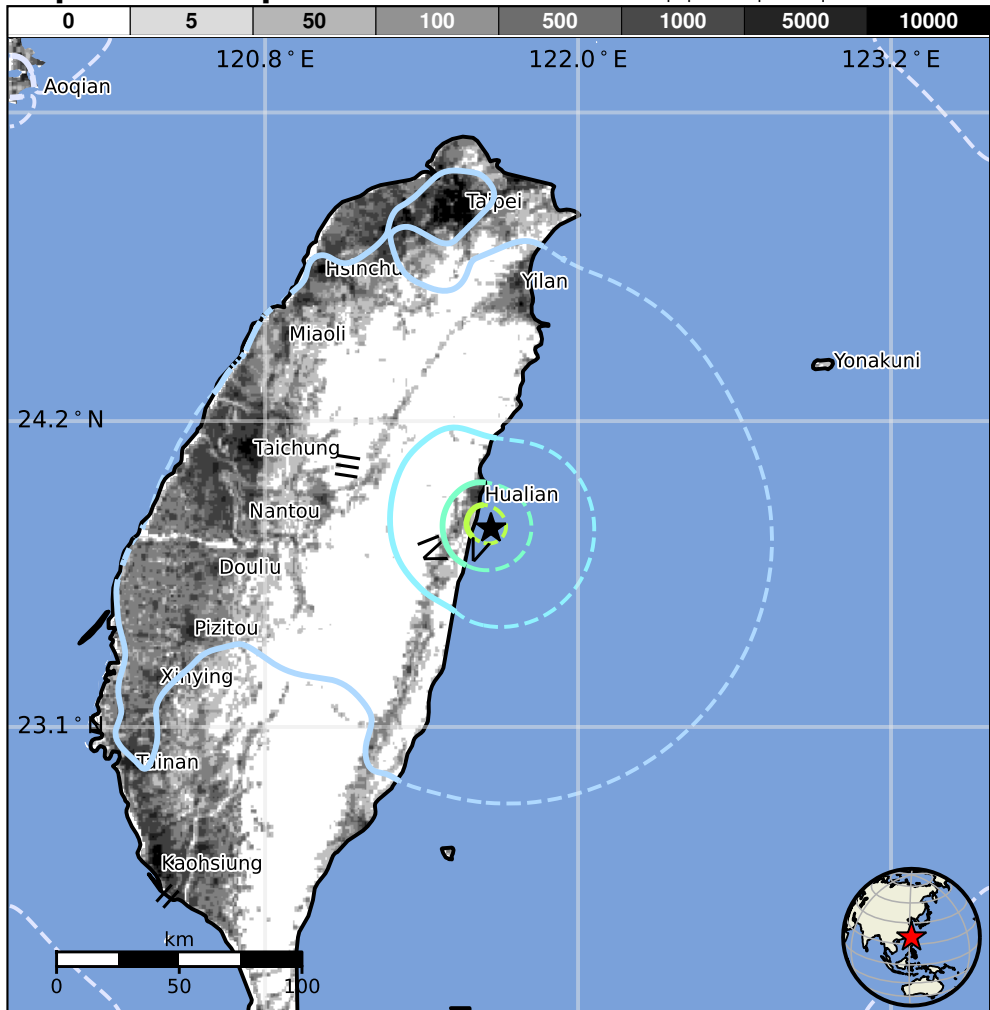 0 5 50 100 500 1000 5000 10000
120.8°E 122.0°E 123.2°E
Aoqian
Taipei
Hsinchu
Yilan
Miaoli
Yonakuni
24.2°N
Taichung
III
Hualian
Nantou
Douliu
Pizitou
Xinying
23.1°N
Tainan
Kaohsiung
km
0 50 100